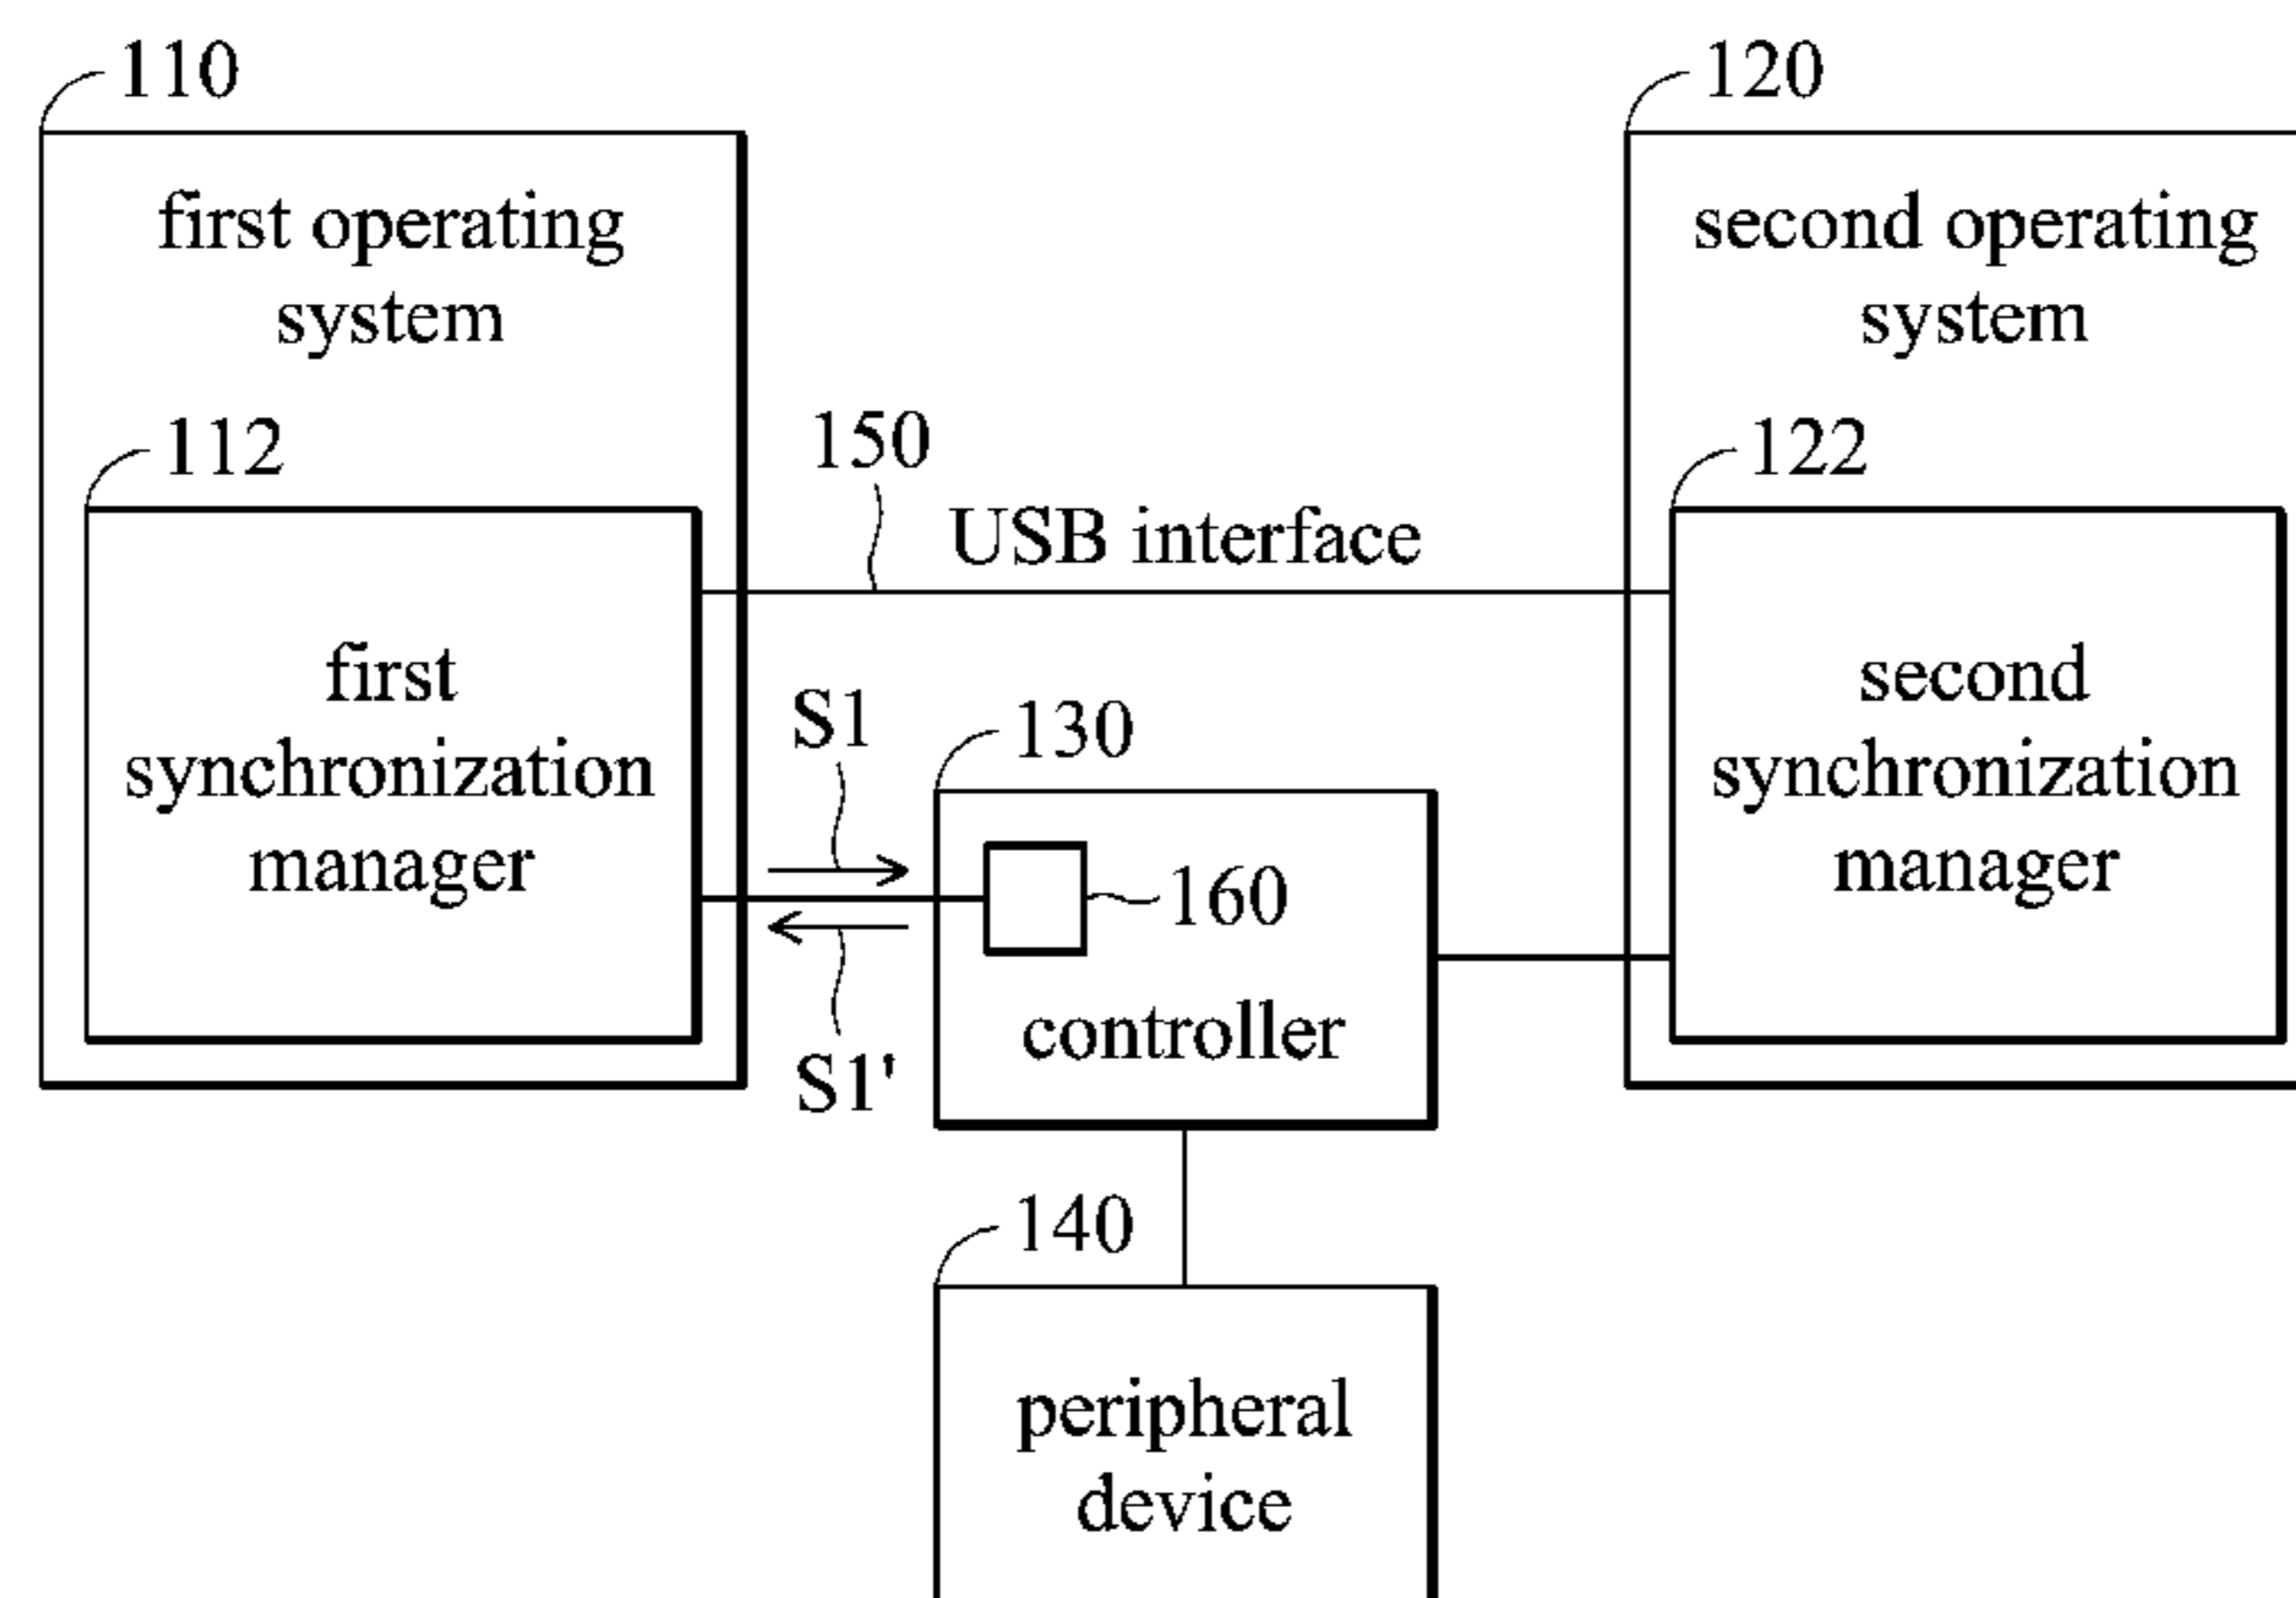 110
120
first operating
system
second operating
system
112
150
122
USB interface
first
synchronization
manager
S1
130
second
synchronization
manager
160
controller
S1'
140
peripheral
device